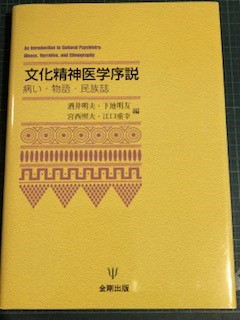 An Introduction to Cultural Psychiatry:
Illness, Narrative, and Ethnography
文化精神医学序説
病い・物語・民族誌
酒井明夫・下地明友
宮西照夫・江口重幸
編
金剛出版